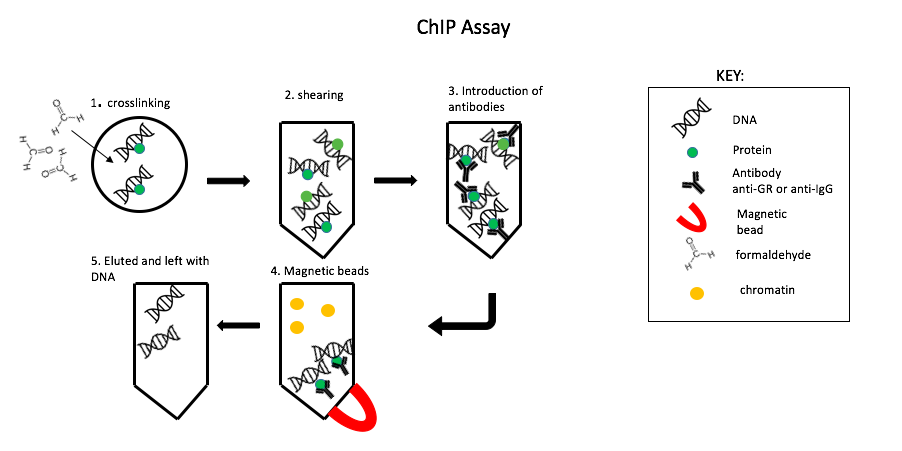 ChIP Assay
KEY:
1. crosslinking
2. shearing
3. Introduction of
antibodies
5. Eluted and left with
DNA
4. Magnetic beads
DNA
Protein
Antibody
anti-GR or anti-IgG
Magnetic
bead
formaldehyde
chromatin
O
C
H
H
O
C
H
H
O
C
H
H
O
C
H
H